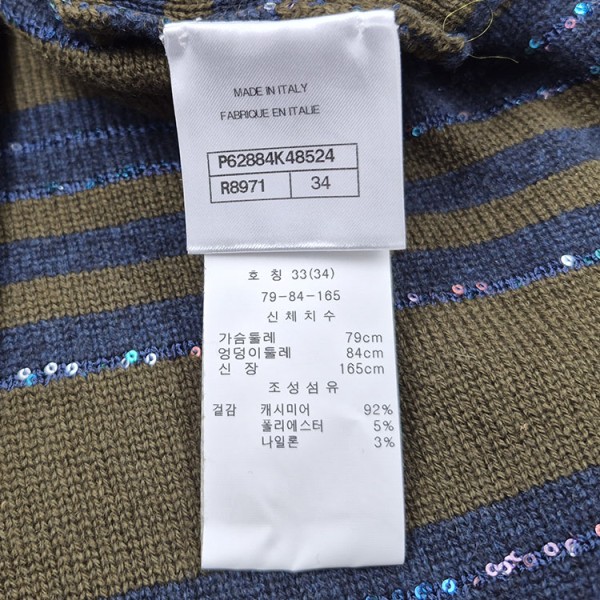 MADE IN ITALY
FABRIQUE EN ITALIE
P62884K48524
R8971 34
호 칭 33(34)
79-84-165
신체치수
가슴둘레 79cm
엉덩이둘레 84cm
신 장 165cm
조성섬유
겉감 캐시미어 92%
폴리에스터 5%
나일론 3%